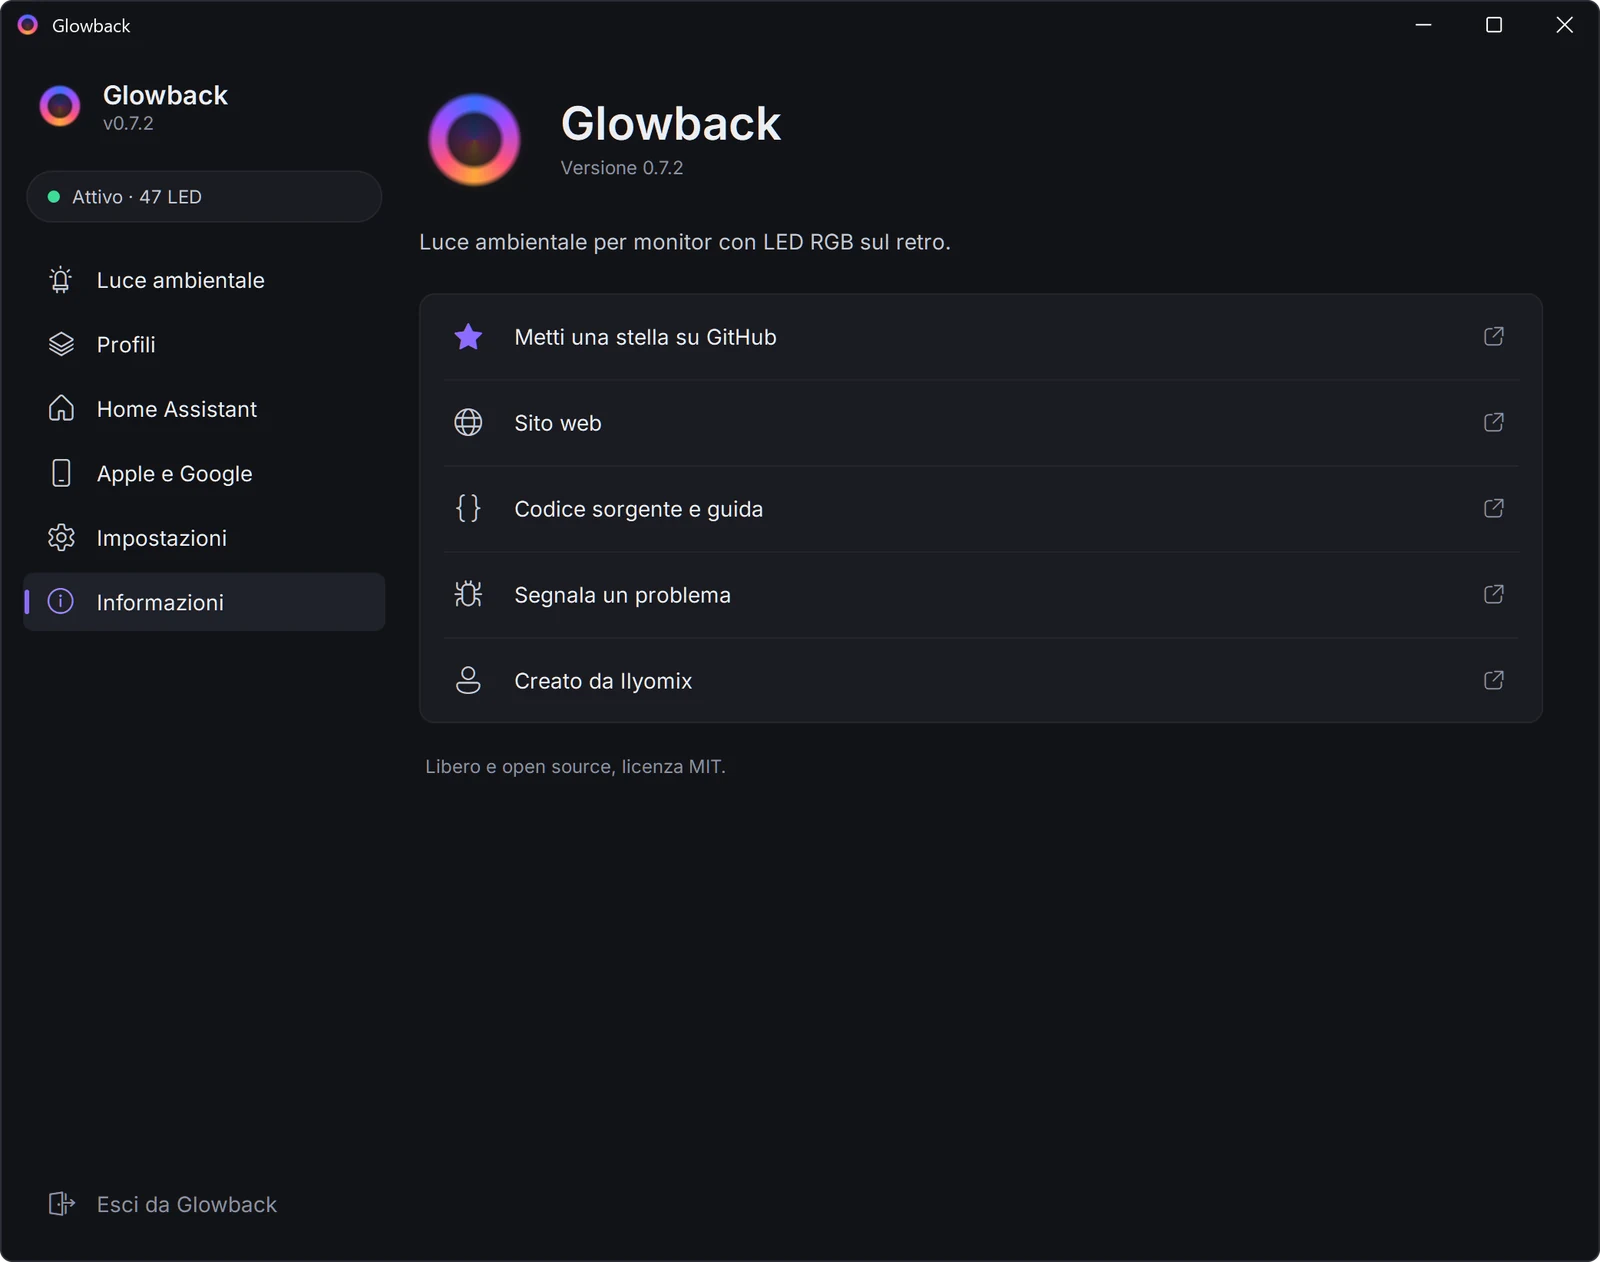 Glowback
Glowback
v0.7.2
Attivo · 47 LED
Luce ambientale
Profili
Home Assistant
Apple e Google
Impostazioni
Informazioni
Esci da Glowback
Glowback
Versione 0.7.2
Luce ambientale per monitor con LED RGB sul retro.
Metti una stella su GitHub
Sito web
Codice sorgente e guida
Segnala un problema
Creato da Ilyomix
Libero e open source, licenza MIT.